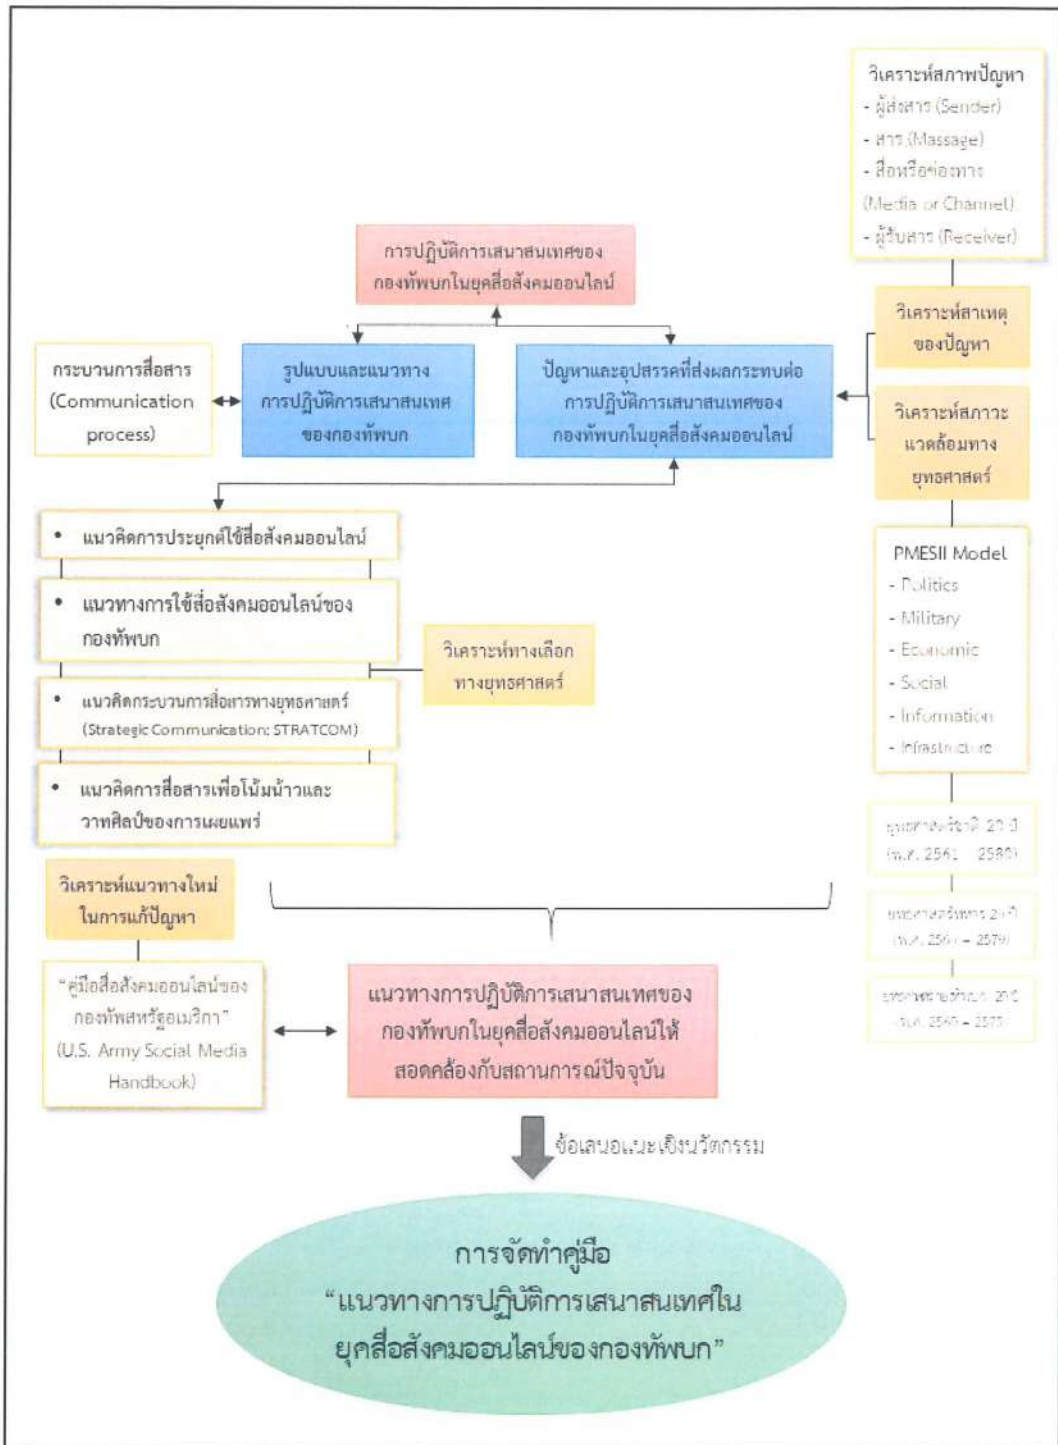 วิเคราะห์สภาพปัญหา
- ผู้ส่งสาร (Sender)
- สาร (Massage)
- สื่อหรือช่องทาง
(Media or Channel)
- ผู้รับสาร (Receiver)
การปฏิบัติการเสนาสนเทศของ
กองทัพบกในยุคสื่อสังคมออนไลน์
วิเคราะห์สาเหตุ
ของปัญหา
กระบวนการสื่อสาร
(Communication
process)
รูปแบบและแนวทาง
การปฏิบัติการเสนาสนเทศ
ของกองทัพบก
ปัญหาและอุปสรรคที่ส่งผลกระทบต่อ
การปฏิบัติการเสนาสนเทศของ
กองทัพบกในยุคสื่อสังคมออนไลน์
วิเคราะห์สภาวะ
แวดล้อมทาง
ยุทธศาสตร์
• แนวคิดการประยุกต์ใช้สื่อสังคมออนไลน์
• แนวทางการใช้สื่อสังคมออนไลน์ของ
กองทัพบก
• แนวคิดกระบวนการสื่อสารทางยุทธศาสตร์
(Strategic Communication: STRATCOM)
• แนวคิดการสื่อสารเพื่อโน้มน้าวและ
วาทศิลป์ของการเผยแพร่
วิเคราะห์ทางเลือก
ทางยุทธศาสตร์
PMESII Model
- Politics
- Military
- Economic
- Social
- Information
- Infrastructure
ยุทธศาสตร์ชาติ 20 ปี
(พ.ศ. 2561 – 2580)
ยุทธศาสตร์ทหาร 20 ปี
(พ.ศ. – 2579)
20 ปี
(พ.ศ.
วิเคราะห์แนวทางใหม่
ในการแก้ปัญหา
"คู่มือสื่อสังคมออนไลน์ของ
กองทัพสหรัฐอเมริกา"
(U.S. Army Social Media
Handbook)
แนวทางการปฏิบัติการเสนาสนเทศของ
กองทัพบกในยุคสื่อสังคมออนไลน์ให้
สอดคล้องกับสถานการณ์ปัจจุบัน
ข้อเสนอแนะเชิงนวัตกรรม
การจัดทำคู่มือ
"แนวทางการปฏิบัติการเสนาสนเทศใน
ยุคสื่อสังคมออนไลน์ของกองทัพบก"